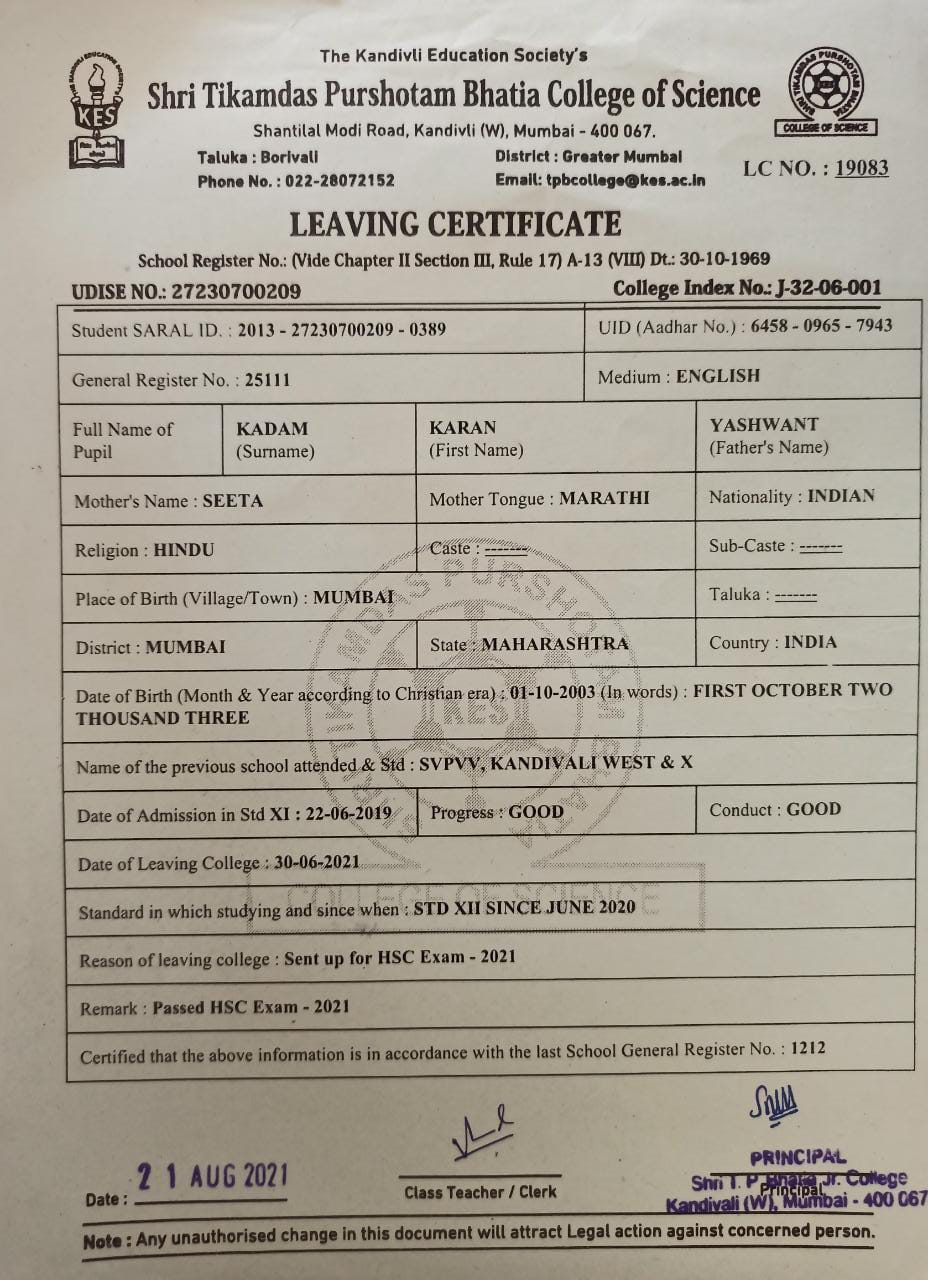 The Kandivli Education Society's
Shri Tikamdas Purshotam Bhatia College of Science
Shantilal Modi Road, Kandivli (W), Mumbai - 400 067.
Taluka : Borivali District : Greater Mumbai
Phone No. : 022-28072152 Email: tpbcollege@kes.ac.in
KES
COLLEGE OF SCIENCE
LC NO. : 19083
LEAVING CERTIFICATE
School Register No.: (Vide Chapter II Section III, Rule 17) A-13 (VIII) Dt.: 30-10-1969
UDISE NO.: 27230700209 College Index No.: J-32-06-001
Student SARAL ID. : 2013 - 27230700209 - 0389 UID (Aadhar No.) : 6458 - 0965 - 7943
General Register No. : 25111 Medium : ENGLISH
Full Name of Pupil KADAM (Surname) KARAN (First Name) YASHWANT (Father's Name)
Mother's Name : SEETA Mother Tongue : MARATHI Nationality : INDIAN
Religion : HINDU Caste : ------- Sub-Caste : -------
Place of Birth (Village/Town) : MUMBAI Taluka : -------
District : MUMBAI State : MAHARASHTRA Country : INDIA
Date of Birth (Month & Year according to Christian era) : 01-10-2003 (In words) : FIRST OCTOBER TWO
THOUSAND THREE
Name of the previous school attended & Std : SVPVV, KANDIVALI WEST & X
Date of Admission in Std XI : 22-06-2019 Progress : GOOD Conduct : GOOD
Date of Leaving College : 30-06-2021
Standard in which studying and since when : STD XII SINCE JUNE 2020
Reason of leaving college : Sent up for HSC Exam - 2021
Remark : Passed HSC Exam - 2021
Certified that the above information is in accordance with the last School General Register No. : 1212
Date : 21 AUG 2021
Class Teacher / Clerk
PRINCIPAL
Shri T. P. Bhatia Jr. College
Principal
Kandivali (W), Mumbai - 400 067
Note : Any unauthorised change in this document will attract Legal action against concerned person.